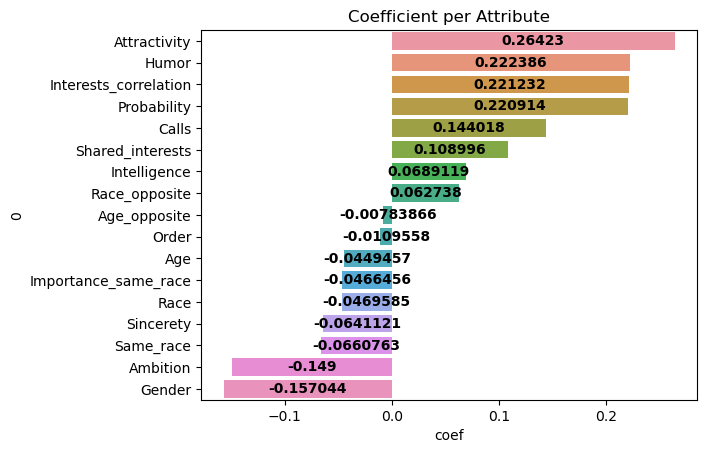 Coefficient per Attribute
Attractivity 0.26423
Humor 0.222386
Interests_correlation 0.221232
Probability 0.220914
Calls 0.144018
Shared_interests 0.108996
Intelligence 0.0689119
Race_opposite 0.062738
Age_opposite -0.00783866
Order -0.0109558
Age -0.0449457
Importance_same_race -0.0466456
Race -0.0469585
Sincerety -0.0641121
Same_race -0.0660763
Ambition -0.149
Gender -0.157044
0
−0.1 0.0 0.1 0.2
coef